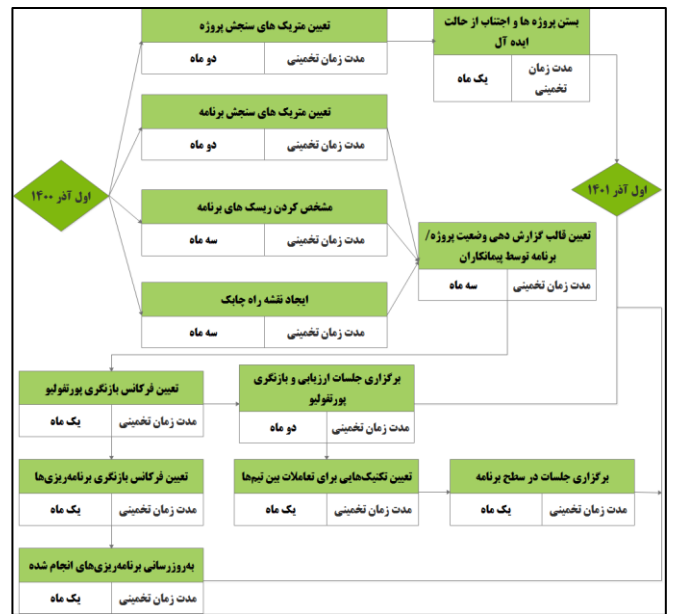 تعیین متریک های سنجش پروژه
مدت زمان تخمینی
دو ماه
بستن پروژه ها و اجتناب از حالت
ایده آل
مدت زمان
تخمینی
یک ماه
تعیین متریک های سنجش برنامه
مدت زمان تخمینی
دو ماه
اول آذر ۱۴۰۰
اول آذر ۱۴۰۱
مشخص کردن ریسک های برنامه
مدت زمان تخمینی
سه ماه
تعیین قالب گزارش دهی وضعیت پروژه/
برنامه توسط پیمانکاران
مدت زمان تخمینی
سه ماه
ایجاد نقشه راه چابک
مدت زمان تخمینی
سه ماه
تعیین فرکانس بازنگری پورتفولیو
مدت زمان تخمینی
یک ماه
برگزاری جلسات ارزیابی و بازنگری
پورتفولیو
مدت زمان تخمینی
دو ماه
تعیین فرکانس بازنگری برنامه‌ریزی‌ها
مدت زمان تخمینی
یک ماه
تعیین تکنیک‌هایی برای تعاملات بین تیم‌ها
مدت زمان تخمینی
یک ماه
برگزاری جلسات در سطح برنامه
مدت زمان تخمینی
یک ماه
به‌روزرسانی برنامه‌ریزی‌های انجام شده
مدت زمان تخمینی
یک ماه